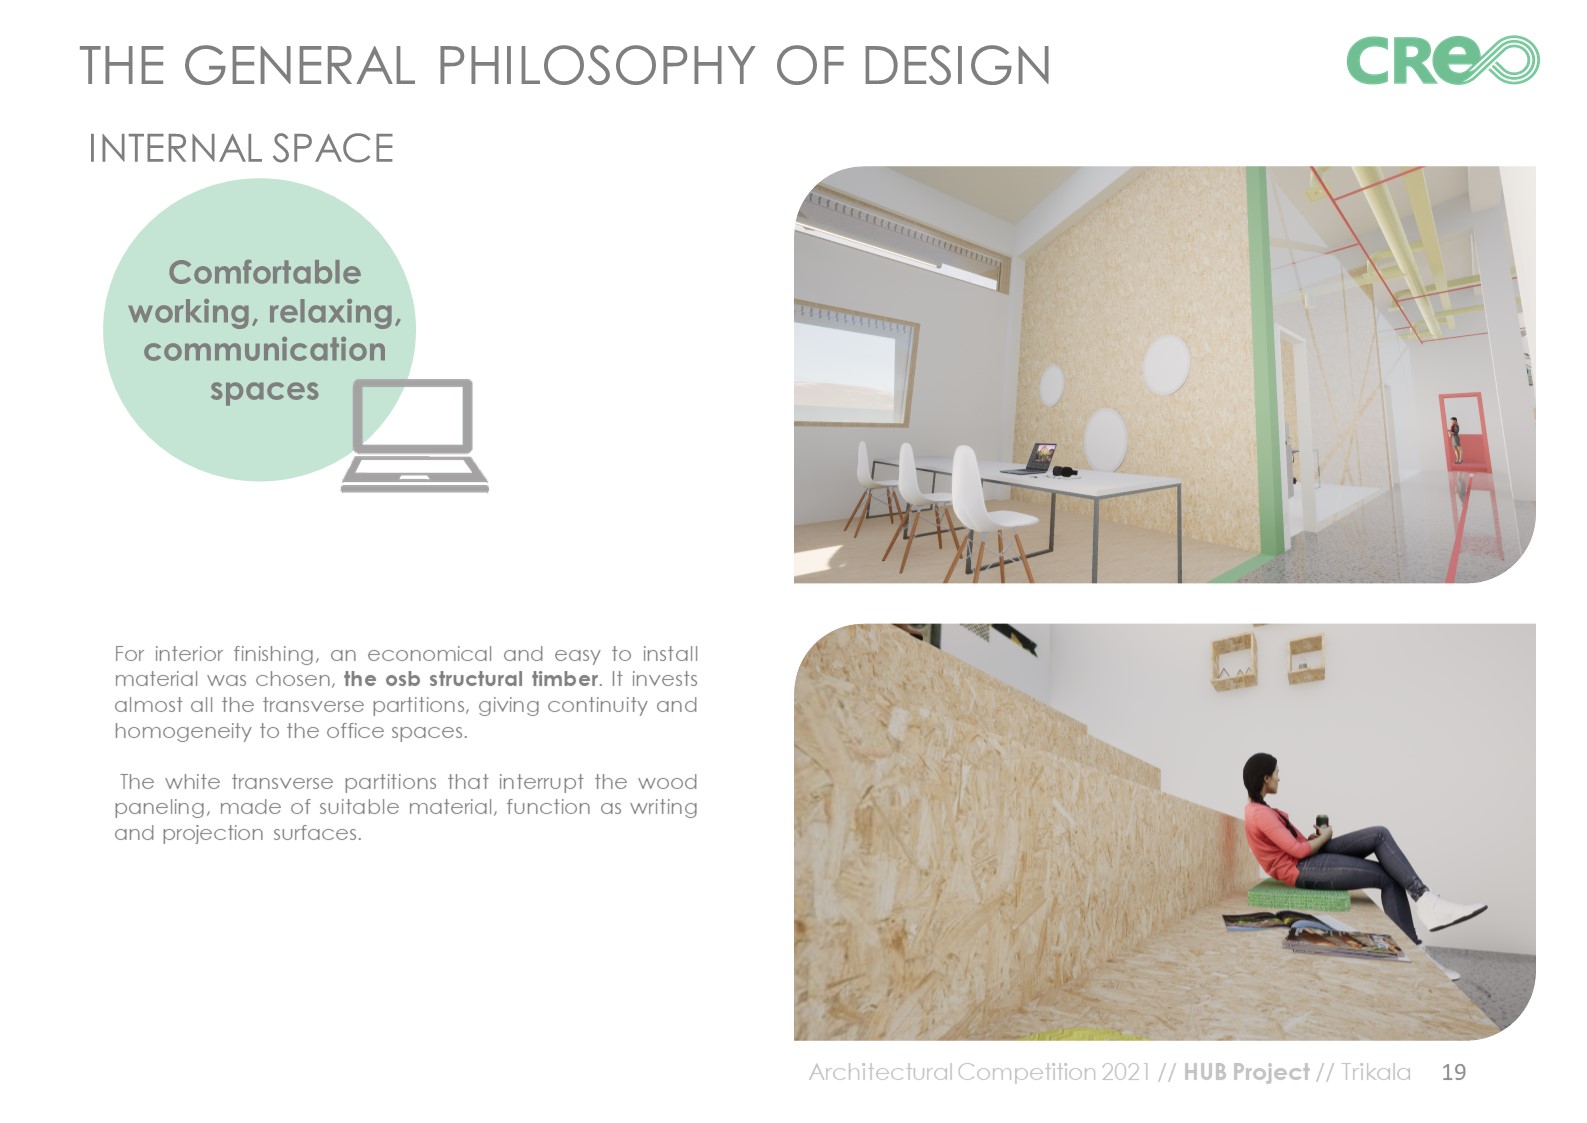 THE GENERAL PHILOSOPHY OF DESIGN
CREO
INTERNAL SPACE
Comfortable
working, relaxing,
communication
spaces
For interior finishing, an economical and easy to install
material was chosen, the osb structural timber. It invests
almost all the transverse partitions, giving continuity and
homogeneity to the office spaces.
The white transverse partitions that interrupt the wood
paneling, made of suitable material, function as writing
and projection surfaces.
Architectural Competition 2021 // HUB Project // Trikala 19